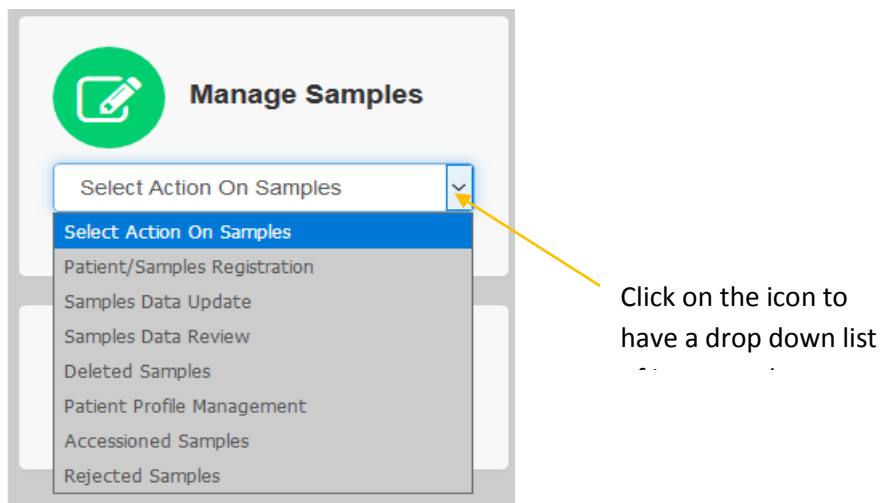 Manage Samples
Select Action On Samples
Select Action On Samples
Patient/Samples Registration
Samples Data Update
Samples Data Review
Deleted Samples
Patient Profile Management
Accessioned Samples
Rejected Samples
Click on the icon to
have a drop down list